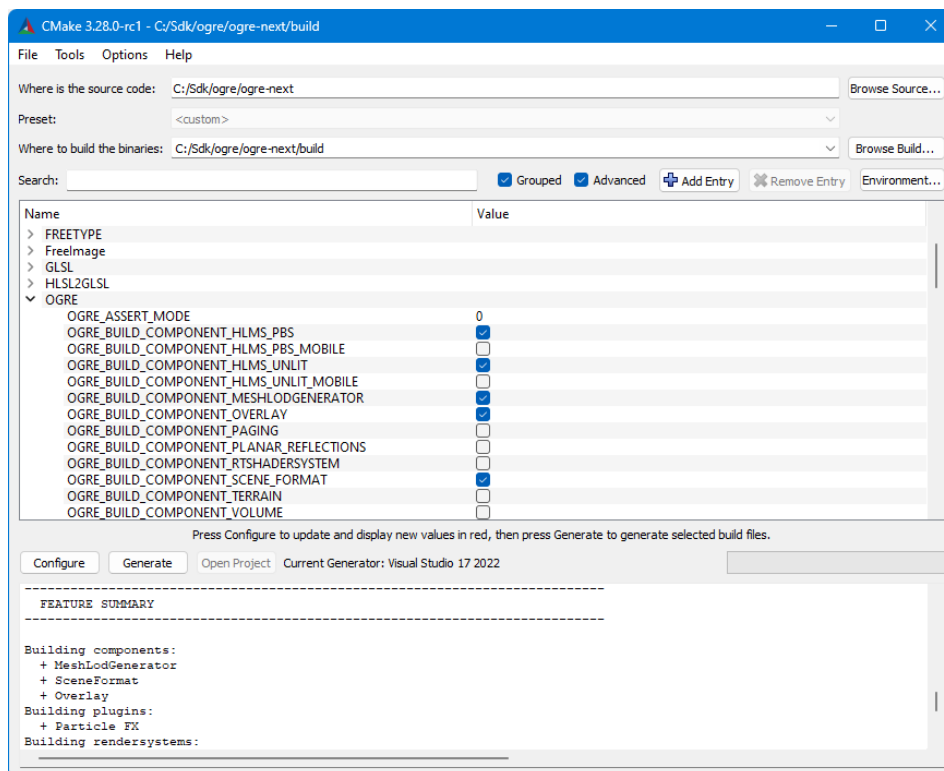 CMake 3.28.0-rc1 - C:/Sdk/ogre/ogre-next/build
File Tools Options Help
Where is the source code: C:/Sdk/ogre/ogre-next Browse Source...
Preset: <custom>
Where to build the binaries: C:/Sdk/ogre/ogre-next/build Browse Build...
Search: Grouped Advanced Add Entry Remove Entry Environment...
Name Value
FREETYPE
FreeImage
GLSL
HLSL2GLSL
OGRE
OGRE_ASSERT_MODE 0
OGRE_BUILD_COMPONENT_HLMS_PBS
OGRE_BUILD_COMPONENT_HLMS_PBS_MOBILE
OGRE_BUILD_COMPONENT_HLMS_UNLIT
OGRE_BUILD_COMPONENT_HLMS_UNLIT_MOBILE
OGRE_BUILD_COMPONENT_MESHLODGENERATOR
OGRE_BUILD_COMPONENT_OVERLAY
OGRE_BUILD_COMPONENT_PAGING
OGRE_BUILD_COMPONENT_PLANAR_REFLECTIONS
OGRE_BUILD_COMPONENT_RTSHADERSYSTEM
OGRE_BUILD_COMPONENT_SCENE_FORMAT
OGRE_BUILD_COMPONENT_TERRAIN
OGRE_BUILD_COMPONENT_VOLUME
Press Configure to update and display new values in red, then press Generate to generate selected build files.
Configure Generate Open Project Current Generator: Visual Studio 17 2022
----------------------------------------------------------------------------
FEATURE SUMMARY
----------------------------------------------------------------------------
Building components:
+ MeshLodGenerator
+ SceneFormat
+ Overlay
Building plugins:
+ Particle FX
Building rendersystems: